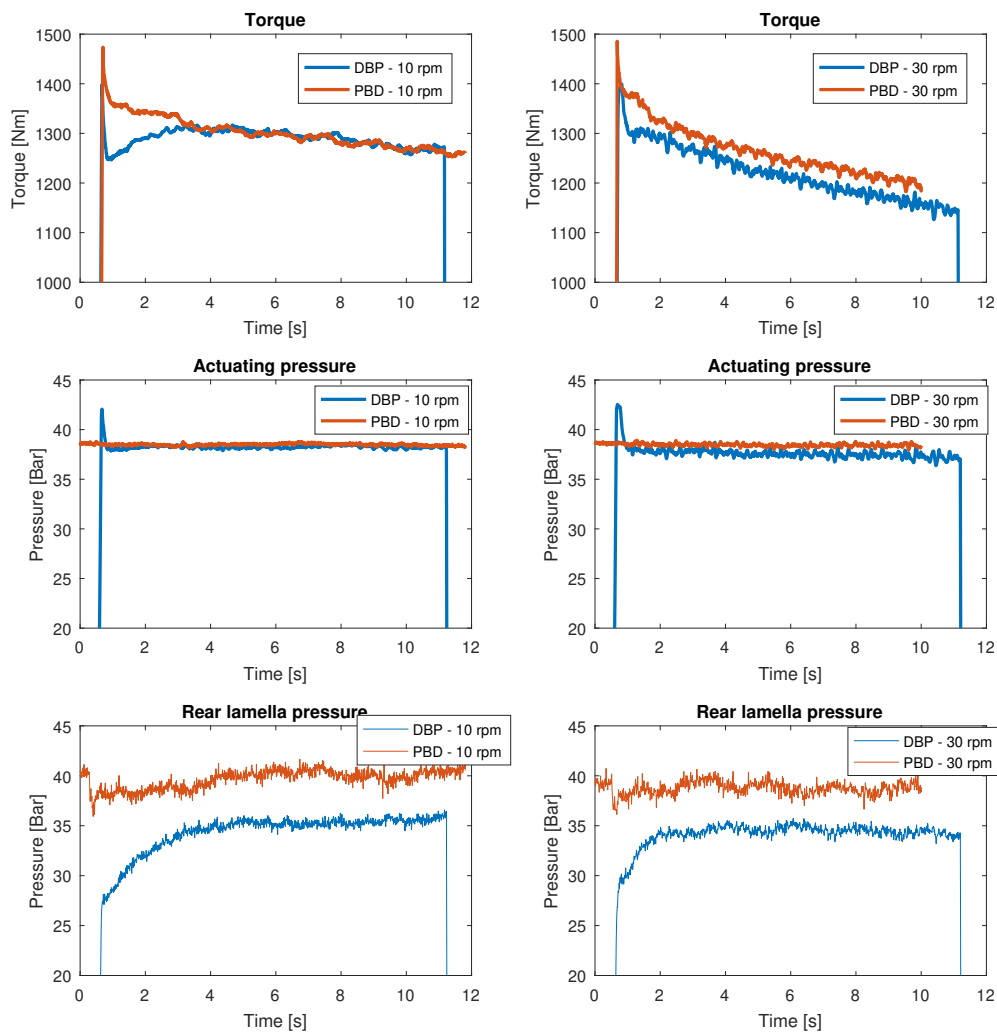 Torque
1500
1400
1300
1200
1100
1000
Torque [Nm]
DBP - 10 rpm
PBD - 10 rpm
0 2 4 6 8 10 12
Time [s]
Torque
1500
1400
1300
1200
1100
1000
Torque [Nm]
DBP - 30 rpm
PBD - 30 rpm
0 2 4 6 8 10 12
Time [s]
Actuating pressure
45
40
35
30
25
20
Pressure [Bar]
DBP - 10 rpm
PBD - 10 rpm
0 2 4 6 8 10 12
Time [s]
Actuating pressure
45
40
35
30
25
20
Pressure [Bar]
DBP - 30 rpm
PBD - 30 rpm
0 2 4 6 8 10 12
Time [s]
Rear lamella pressure
45
40
35
30
25
20
Pressure [Bar]
DBP - 10 rpm
PBD - 10 rpm
0 2 4 6 8 10 12
Time [s]
Rear lamella pressure
45
40
35
30
25
20
Pressure [Bar]
DBP - 30 rpm
PBD - 30 rpm
0 2 4 6 8 10 12
Time [s]